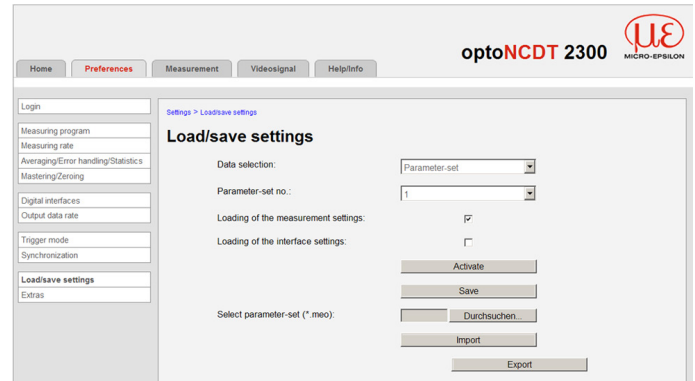 optoNCDT 2300
με
MICRO-EPSILON
Home
Preferences
Measurement
Videosignal
Help/Info
Login
Measuring program
Measuring rate
Averaging/Error handling/Statistics
Mastering/Zeroing
Digital interfaces
Output data rate
Trigger mode
Synchronization
Load/save settings
Extras
Settings > Load/save settings
Load/save settings
Data selection:
Parameter-set
Parameter-set no.:
1
Loading of the measurement settings:
Loading of the interface settings:
Activate
Save
Select parameter-set (*.meo):
Durchsuchen...
Import
Export